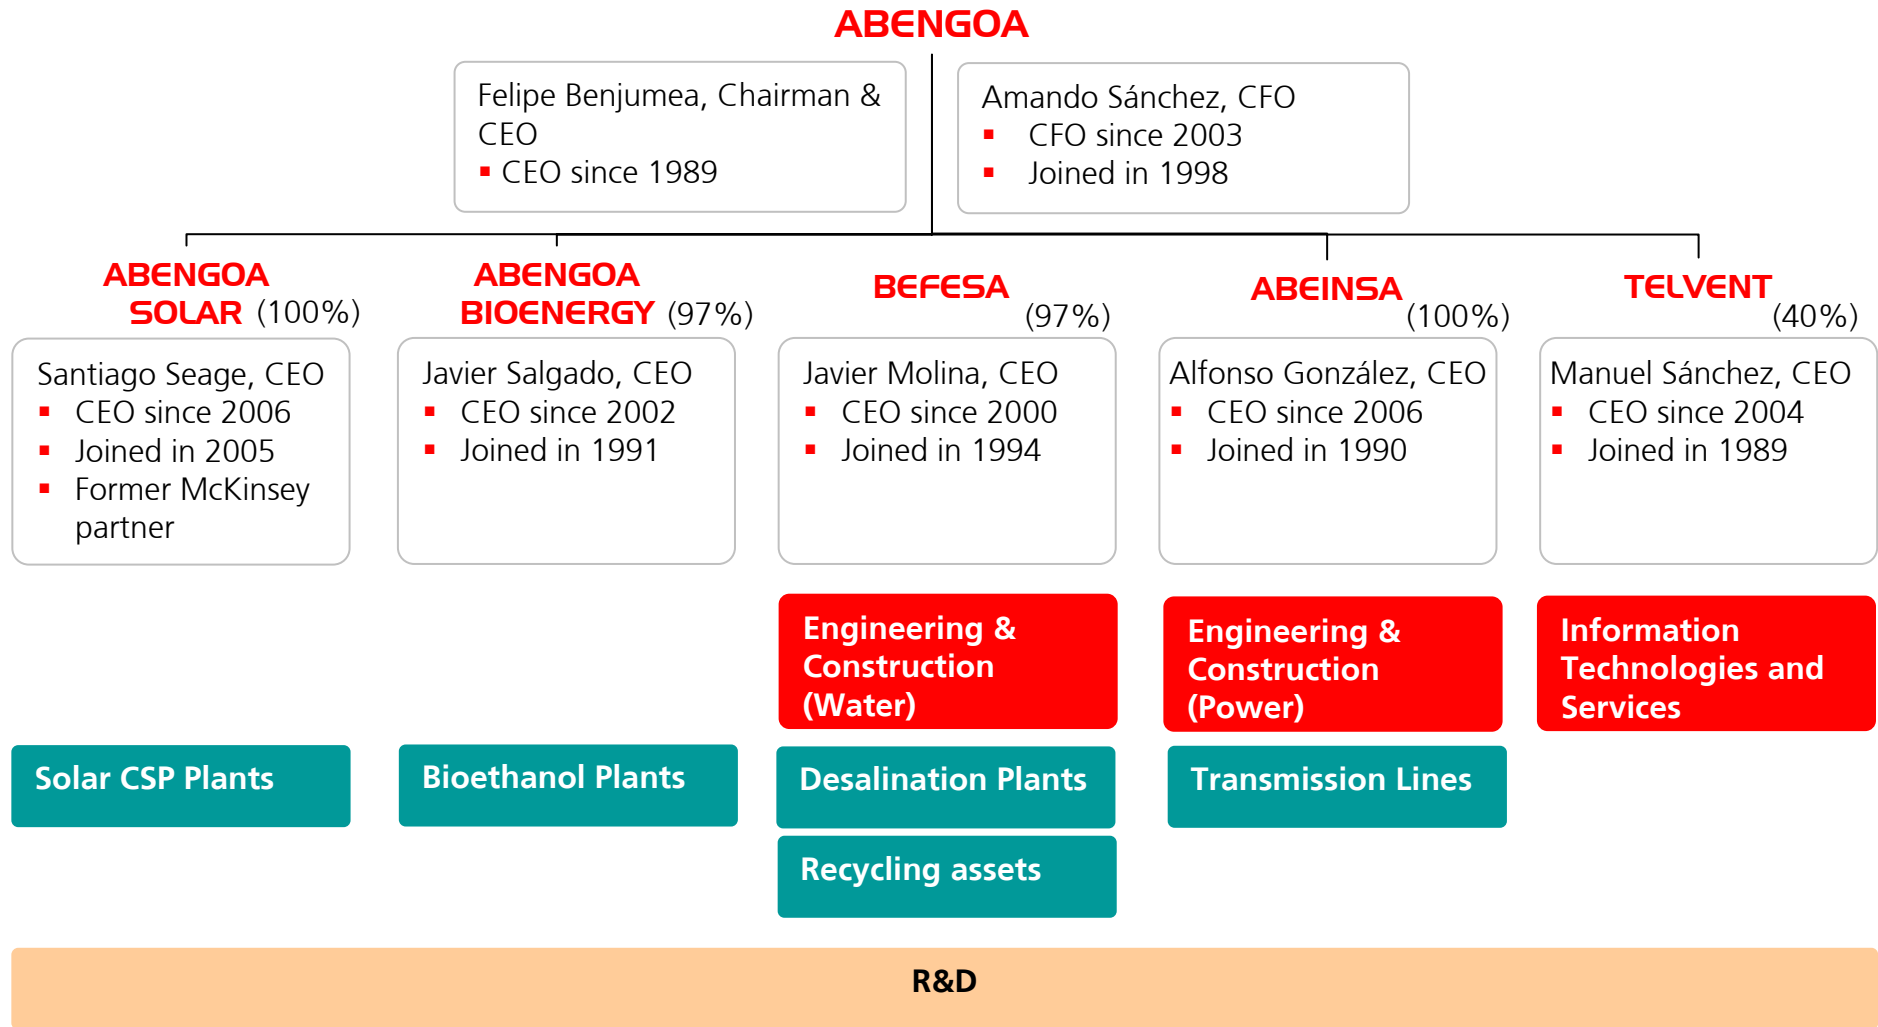 ABENGOA
Felipe Benjumea, Chairman &
CEO
▪ CEO since 1989
Amando Sánchez, CFO
▪ CFO since 2003
▪ Joined in 1998
ABENGOA
SOLAR (100%)
ABENGOA
BIOENERGY (97%)
BEFESA
(97%)
ABEINSA
(100%)
TELVENT
(40%)
Santiago Seage, CEO
▪ CEO since 2006
▪ Joined in 2005
▪ Former McKinsey
partner
Javier Salgado, CEO
▪ CEO since 2002
▪ Joined in 1991
Javier Molina, CEO
▪ CEO since 2000
▪ Joined in 1994
Alfonso González, CEO
▪ CEO since 2006
▪ Joined in 1990
Manuel Sánchez, CEO
▪ CEO since 2004
▪ Joined in 1989
Engineering &
Construction
(Water)
Engineering &
Construction
(Power)
Information
Technologies and
Services
Solar CSP Plants
Bioethanol Plants
Desalination Plants
Transmission Lines
Recycling assets
R&D